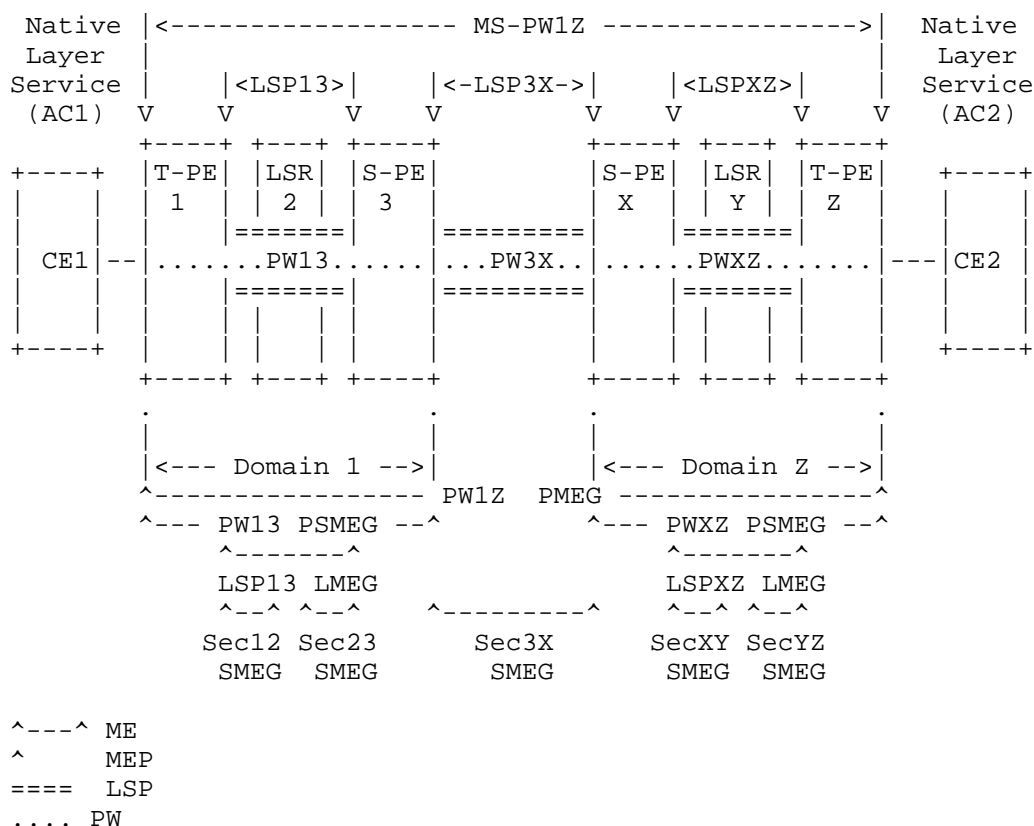 Native |<------------------- MS-PW1Z ---------------->| Native
Layer | | Layer
Service | |<LSP13>| |<-LSP3X->| |<LSPXZ>| | Service
(AC1) V V V V V V V V (AC2)
+----+ +---+ +----+ +----+ +---+ +----+
+----+ |T-PE| |LSR| |S-PE| |S-PE| |LSR| |T-PE| +----+
| | | 1 | | 2 | | 3 | | X | | Y | | Z | | |
| | | |=======| |=========| |=======| | | |
| CE1|--|.......PW13......|...PW3X..|......PWXZ.......|---|CE2 |
| | | |=======| |=========| |=======| | | |
| | | | | | | | | | | | | | | |
+----+ | | | | | | | | | | | | +----+
+----+ +---+ +----+ +----+ +---+ +----+
. . . .
| | | |
|<--- Domain 1 -->| |<--- Domain Z -->|
^----------------- PW1Z PMEG ----------------^
^--- PW13 PSMEG --^ ^--- PWXZ PSMEG --^
^-------^ ^-------^
LSP13 LMEG LSPXZ LMEG
^--^ ^--^ ^---------^ ^--^ ^--^
Sec12 Sec23 Sec3X SecXY SecYZ
SMEG SMEG SMEG SMEG SMEG
^---^ ME
^ MEP
==== LSP
.... PW